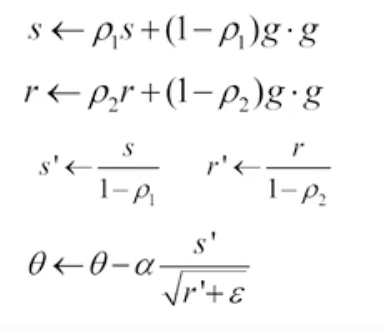 s ← ρ₁s + (1 − ρ₁)g · g
r ← ρ₂r + (1 − ρ₂)g · g
s' ← s / (1 − ρ₁)    r' ← r / (1 − ρ₂)
θ ← θ − α s' / √(r' + ε)